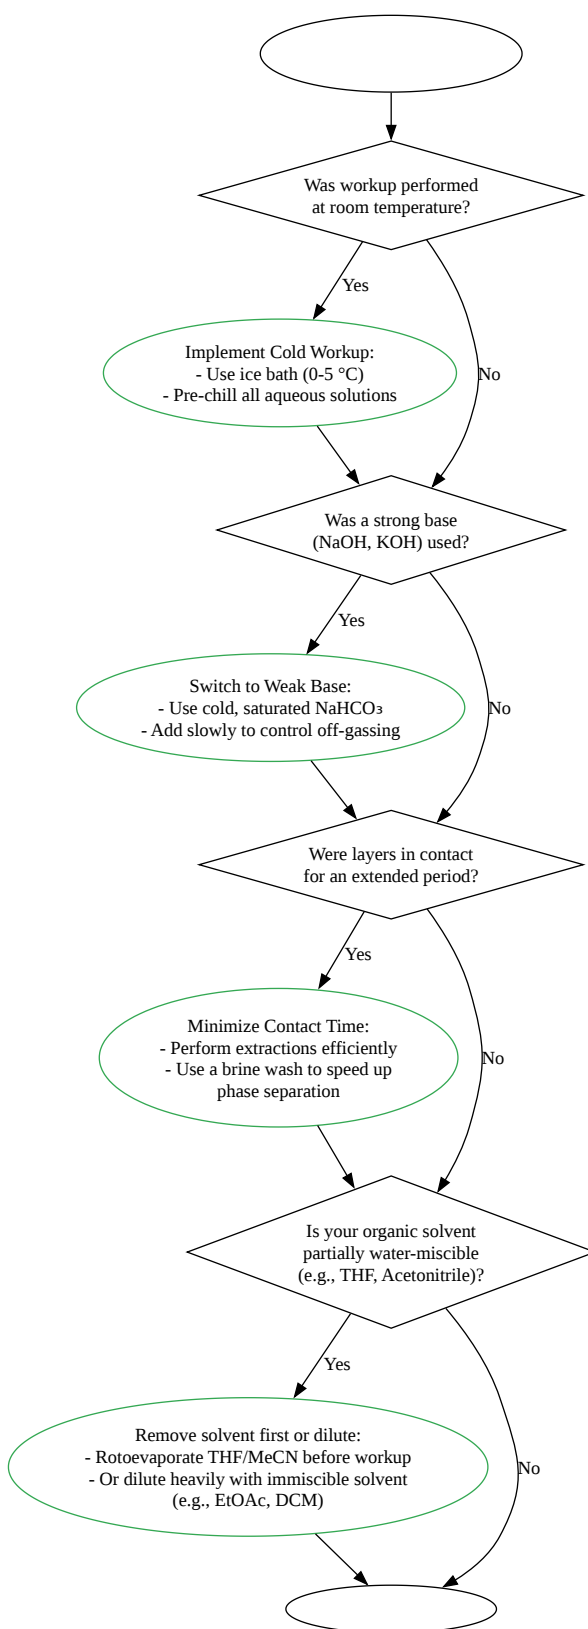 Was workup performed
at room temperature?
Yes
No
Implement Cold Workup:
- Use ice bath (0-5 °C)
- Pre-chill all aqueous solutions
Was a strong base
(NaOH, KOH) used?
Yes
No
Switch to Weak Base:
- Use cold, saturated NaHCO₃
- Add slowly to control off-gassing
Were layers in contact
for an extended period?
Yes
No
Minimize Contact Time:
- Perform extractions efficiently
- Use a brine wash to speed up
phase separation
Is your organic solvent
partially water-miscible
(e.g., THF, Acetonitrile)?
Yes
No
Remove solvent first or dilute:
- Rotoevaporate THF/MeCN before workup
- Or dilute heavily with immiscible solvent
(e.g., EtOAc, DCM)